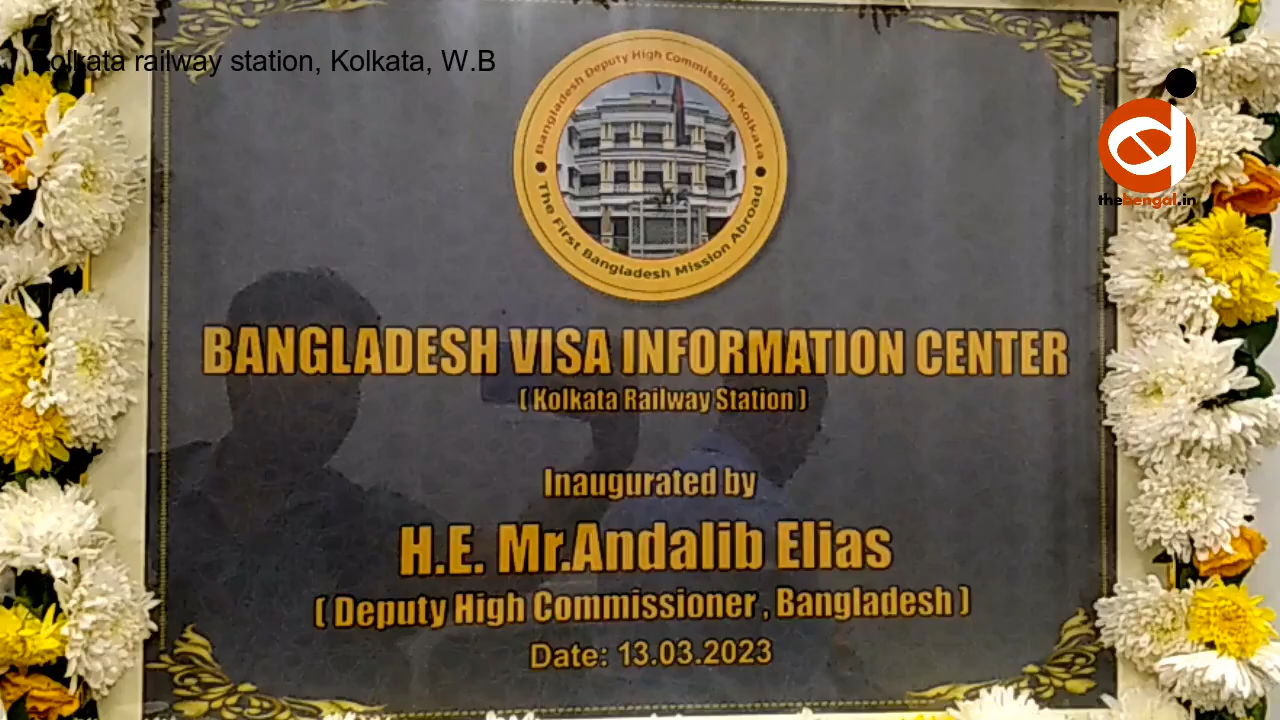 Kolkata railway station, Kolkata, W.B
Bangladesh Deputy High Commission, Kolkata
The First Bangladesh Mission Abroad
thebengal.in
BANGLADESH VISA INFORMATION CENTER
( Kolkata Railway Station )
Inaugurated by
H.E. Mr.Andalib Elias
( Deputy High Commissioner , Bangladesh )
Date: 13.03.2023